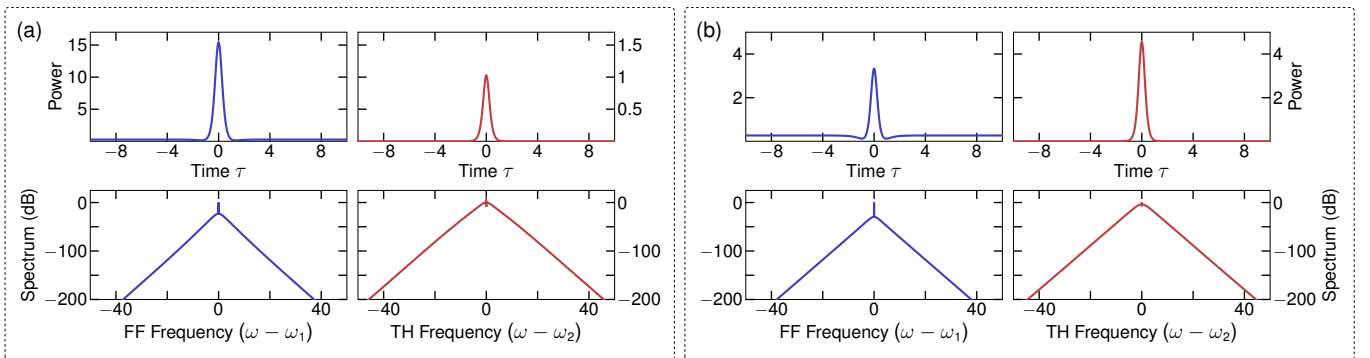 (a)
Power
15
10
5
−8 −4 0 4 8
Time τ
1.5
1
0.5
−8 −4 0 4 8
Time τ
Spectrum (dB)
0
−100
−200
−40 0 40
FF Frequency (ω − ω₁)
0
−100
−200
−40 0 40
TH Frequency (ω − ω₂)
(b)
4
2
−8 −4 0 4 8
Time τ
4
2
Power
−8 −4 0 4 8
Time τ
0
−100
−200
−40 0 40
FF Frequency (ω − ω₁)
0
−100
−200
Spectrum (dB)
−40 0 40
TH Frequency (ω − ω₂)